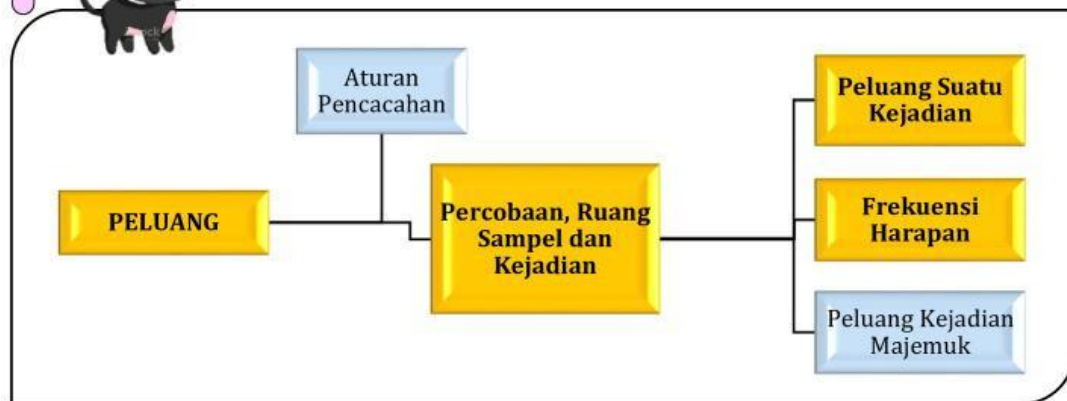 Aturan
Pencacahan
PELUANG
Percobaan, Ruang
Sampel dan
Kejadian
Peluang Suatu
Kejadian
Frekuensi
Harapan
Peluang Kejadian
Majemuk